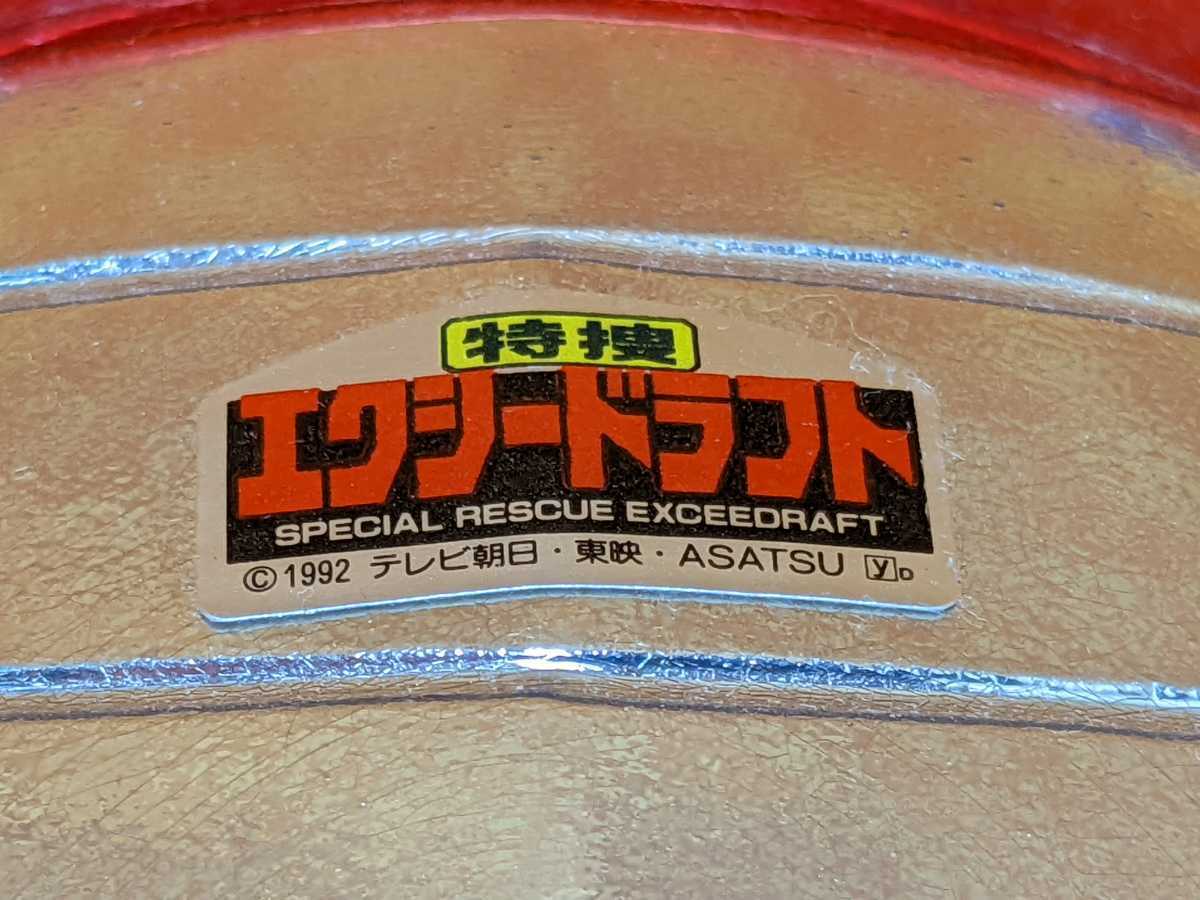 特捜
エクシードラフト
SPECIAL RESCUE EXCEEDRAFT
©1992 テレビ朝日・東映・ASATSU yD